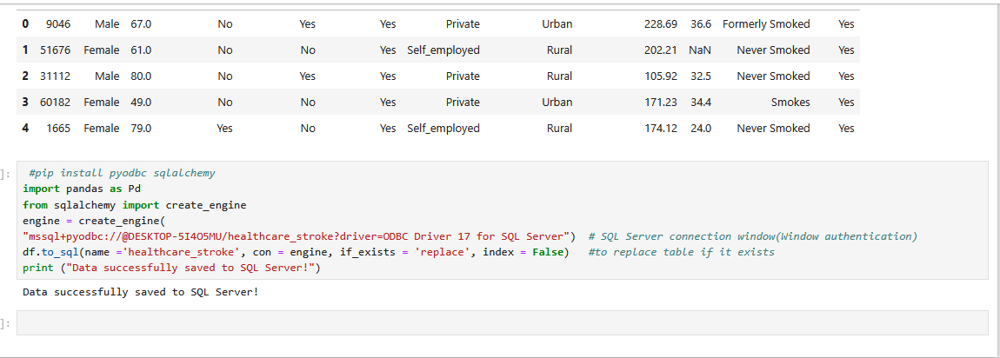 0 9046 Male 67.0 No Yes Yes Private Urban 228.69 36.6 Formerly Smoked Yes
1 51676 Female 61.0 No No Yes Self_employed Rural 202.21 NaN Never Smoked Yes
2 31112 Male 80.0 No Yes Yes Private Rural 105.92 32.5 Never Smoked Yes
3 60182 Female 49.0 No No Yes Private Urban 171.23 34.4 Smokes Yes
4 1665 Female 79.0 Yes No Yes Self_employed Rural 174.12 24.0 Never Smoked Yes
]: #pip install pyodbc sqlalchemy
import pandas as Pd
from sqlalchemy import create_engine
engine = create_engine(
"mssql+pyodbc://@DESKTOP-5I4O5MU/healthcare_stroke?driver=ODBC Driver 17 for SQL Server") # SQL Server connection window(Window authentication)
df.to_sql(name ='healthcare_stroke', con = engine, if_exists = 'replace', index = False) #to replace table if it exists
print ("Data successfully saved to SQL Server!")
Data successfully saved to SQL Server!
]: